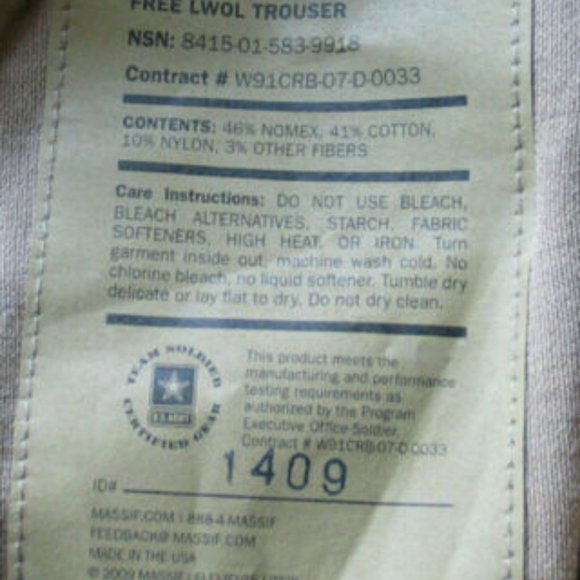 FREE LWOL TROUSER
NSN: 8415-01-583-9918
Contract # W91CRB-07-D-0033
CONTENTS: 46% NOMEX, 41% COTTON,
10% NYLON, 3% OTHER FIBERS
Care Instructions: DO NOT USE BLEACH,
BLEACH ALTERNATIVES, STARCH, FABRIC
SOFTENERS, HIGH HEAT, OR IRON. Turn
garment inside out, machine wash cold. No
chlorine bleach, no liquid softener. Tumble dry
delicate or lay flat to dry. Do not dry clean.
TEAM SOLDIER
U.S. ARMY
CERTIFIED GEAR
This product meets the
manufacturing and performance
testing requirements as
authorized by the Program
Executive Office-Soldier.
Contract # W91CRB-07-D-0033
1409
ID#
MASSIF.COM | 888-4-MASSIF
FEEDBACK@MASSIF.COM
MADE IN THE USA
© 2009 MASSIF